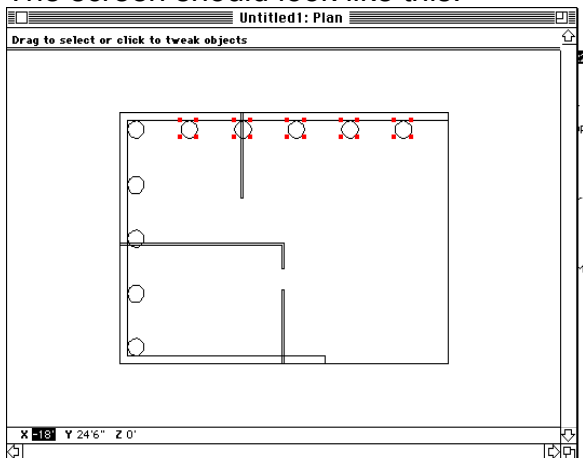 The screen should look like this:
Untitled1: Plan
Drag to select or click to tweak objects
X -18' Y 24'6" Z 0'